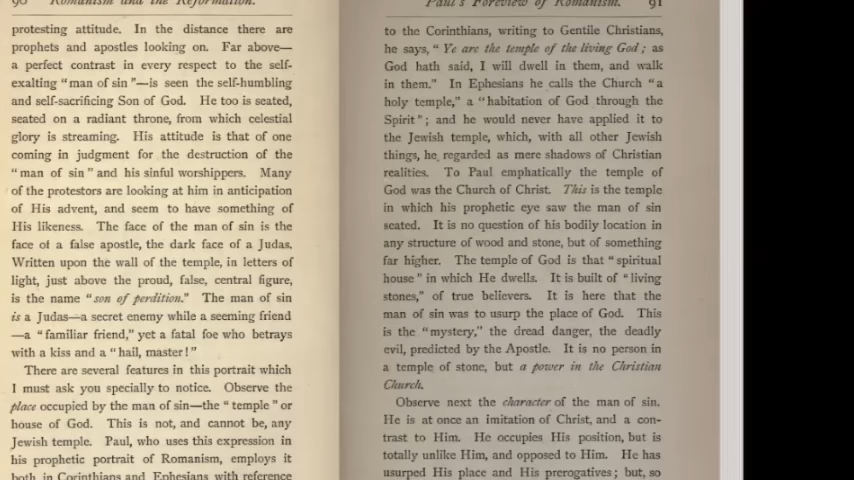 90 Romanism and the Reformation.
protesting attitude. In the distance there are
prophets and apostles looking on. Far above—
a perfect contrast in every respect to the self-
exalting "man of sin"—is seen the self-humbling
and self-sacrificing Son of God. He too is seated,
seated on a radiant throne, from which celestial
glory is streaming. His attitude is that of one
coming in judgment for the destruction of the
"man of sin" and his sinful worshippers. Many
of the protestors are looking at him in anticipation
of His advent, and seem to have something of
His likeness. The face of the man of sin is the
face of a false apostle, the dark face of a Judas.
Written upon the wall of the temple, in letters of
light, just above the proud, false, central figure,
is the name "son of perdition." The man of sin
is a Judas—a secret enemy while a seeming friend
—a "familiar friend," yet a fatal foe who betrays
with a kiss and a "hail, master!"
There are several features in this portrait which
I must ask you specially to notice. Observe the
place occupied by the man of sin—the "temple" or
house of God. This is not, and cannot be, any
Jewish temple. Paul, who uses this expression in
his prophetic portrait of Romanism, employs it
both in Corinthians and Ephesians with reference
Paul's Foreview of Romanism. 91
to the Corinthians, writing to Gentile Christians,
he says, "Ye are the temple of the living God; as
God hath said, I will dwell in them, and walk
in them." In Ephesians he calls the Church "a
holy temple," a "habitation of God through the
Spirit"; and he would never have applied it to
the Jewish temple, which, with all other Jewish
things, he regarded as mere shadows of Christian
realities. To Paul emphatically the temple of
God was the Church of Christ. This is the temple
in which his prophetic eye saw the man of sin
seated. It is no question of his bodily location in
any structure of wood and stone, but of something
far higher. The temple of God is that "spiritual
house" in which He dwells. It is built of "living
stones," of true believers. It is here that the
man of sin was to usurp the place of God. This
is the "mystery," the dread danger, the deadly
evil, predicted by the Apostle. It is no person in
a temple of stone, but a power in the Christian
Church.
Observe next the character of the man of sin.
He is at once an imitation of Christ, and a con-
trast to Him. He occupies His position, but is
totally unlike Him, and opposed to Him. He has
usurped His place and His prerogatives; but, so